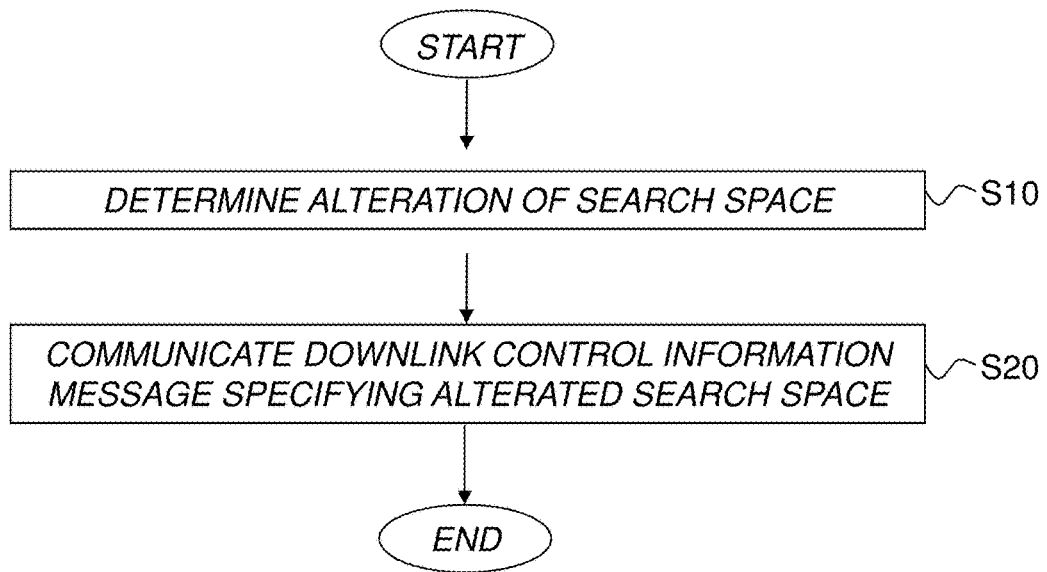 START
DETERMINE ALTERATION OF SEARCH SPACE
S10
COMMUNICATE DOWNLINK CONTROL INFORMATION
MESSAGE SPECIFYING ALTERATED SEARCH SPACE
S20
END